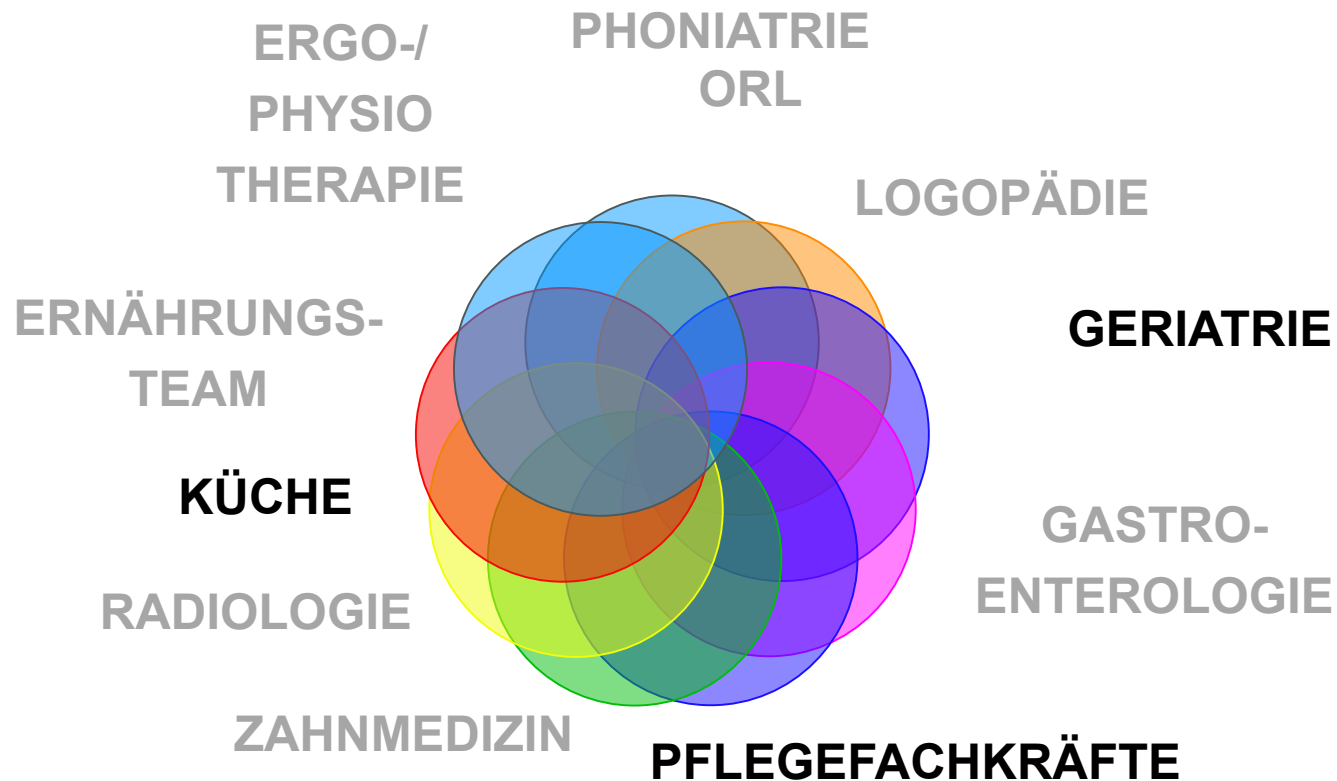 ERGO-/
PHYSIO
THERAPIE
PHONIATRIE
ORL
LOGOPÄDIE
ERNÄHRUNGS-
TEAM
GERIATRIE
KÜCHE
GASTRO-
ENTEROLOGIE
RADIOLOGIE
ZAHNMEDIZIN
PFLEGEFACHKRÄFTE